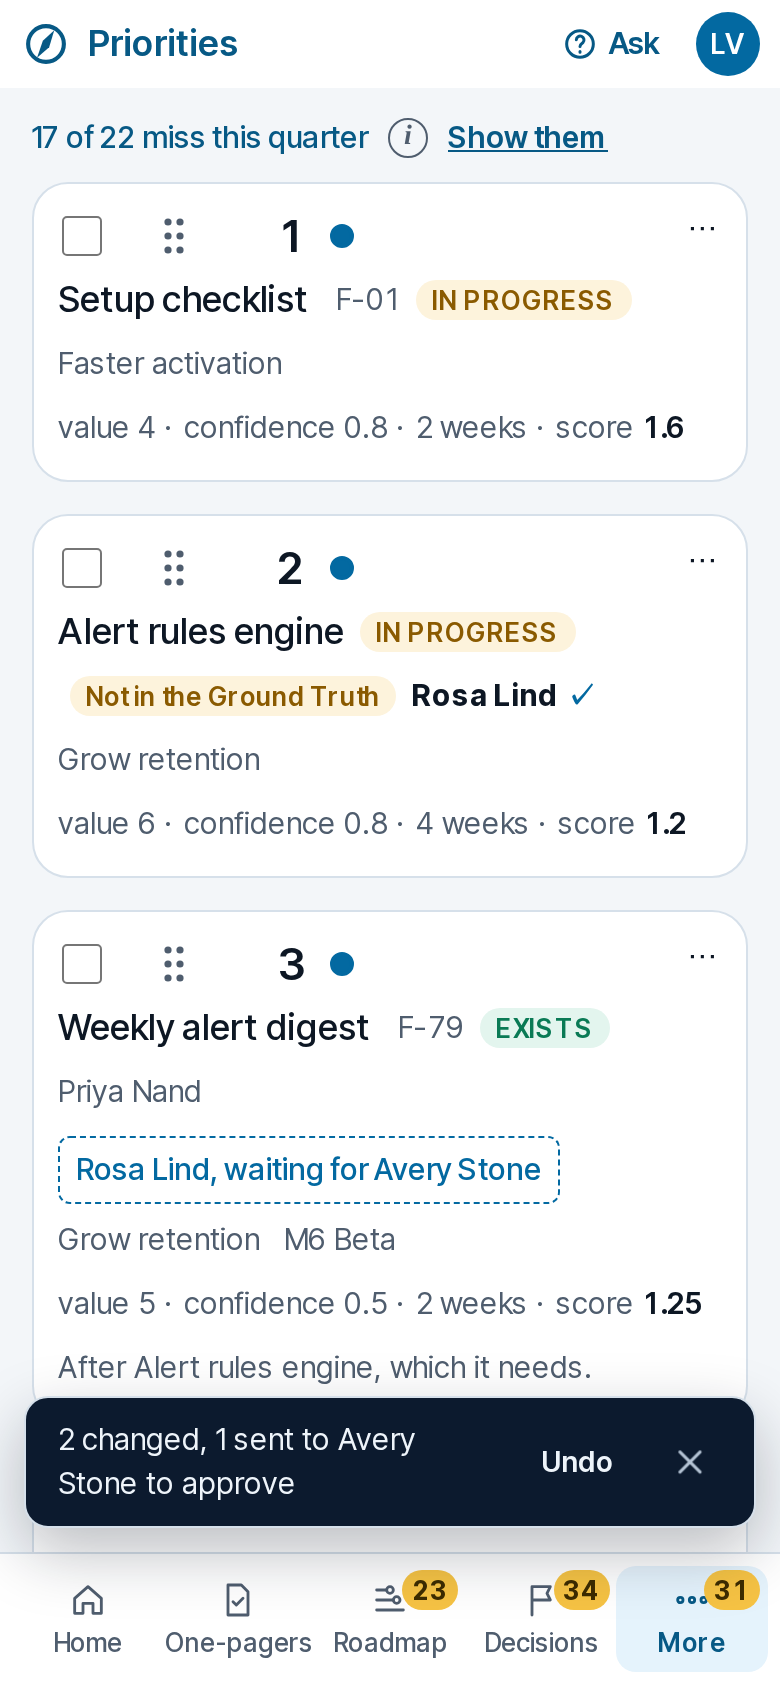 Priorities
Ask
LV
17 of 22 miss this quarter
i
Show them
1
...
Setup checklist F-01 IN PROGRESS
Faster activation
value 4 · confidence 0.8 · 2 weeks · score 1.6
2
...
Alert rules engine IN PROGRESS
Not in the Ground Truth Rosa Lind ✓
Grow retention
value 6 · confidence 0.8 · 4 weeks · score 1.2
3
...
Weekly alert digest F-79 EXISTS
Priya Nand
Rosa Lind, waiting for Avery Stone
Grow retention M6 Beta
value 5 · confidence 0.5 · 2 weeks · score 1.25
After Alert rules engine, which it needs.
2 changed, 1 sent to Avery
Stone to approve
Undo
23
34
31
Home
One-pagers
Roadmap
Decisions
More